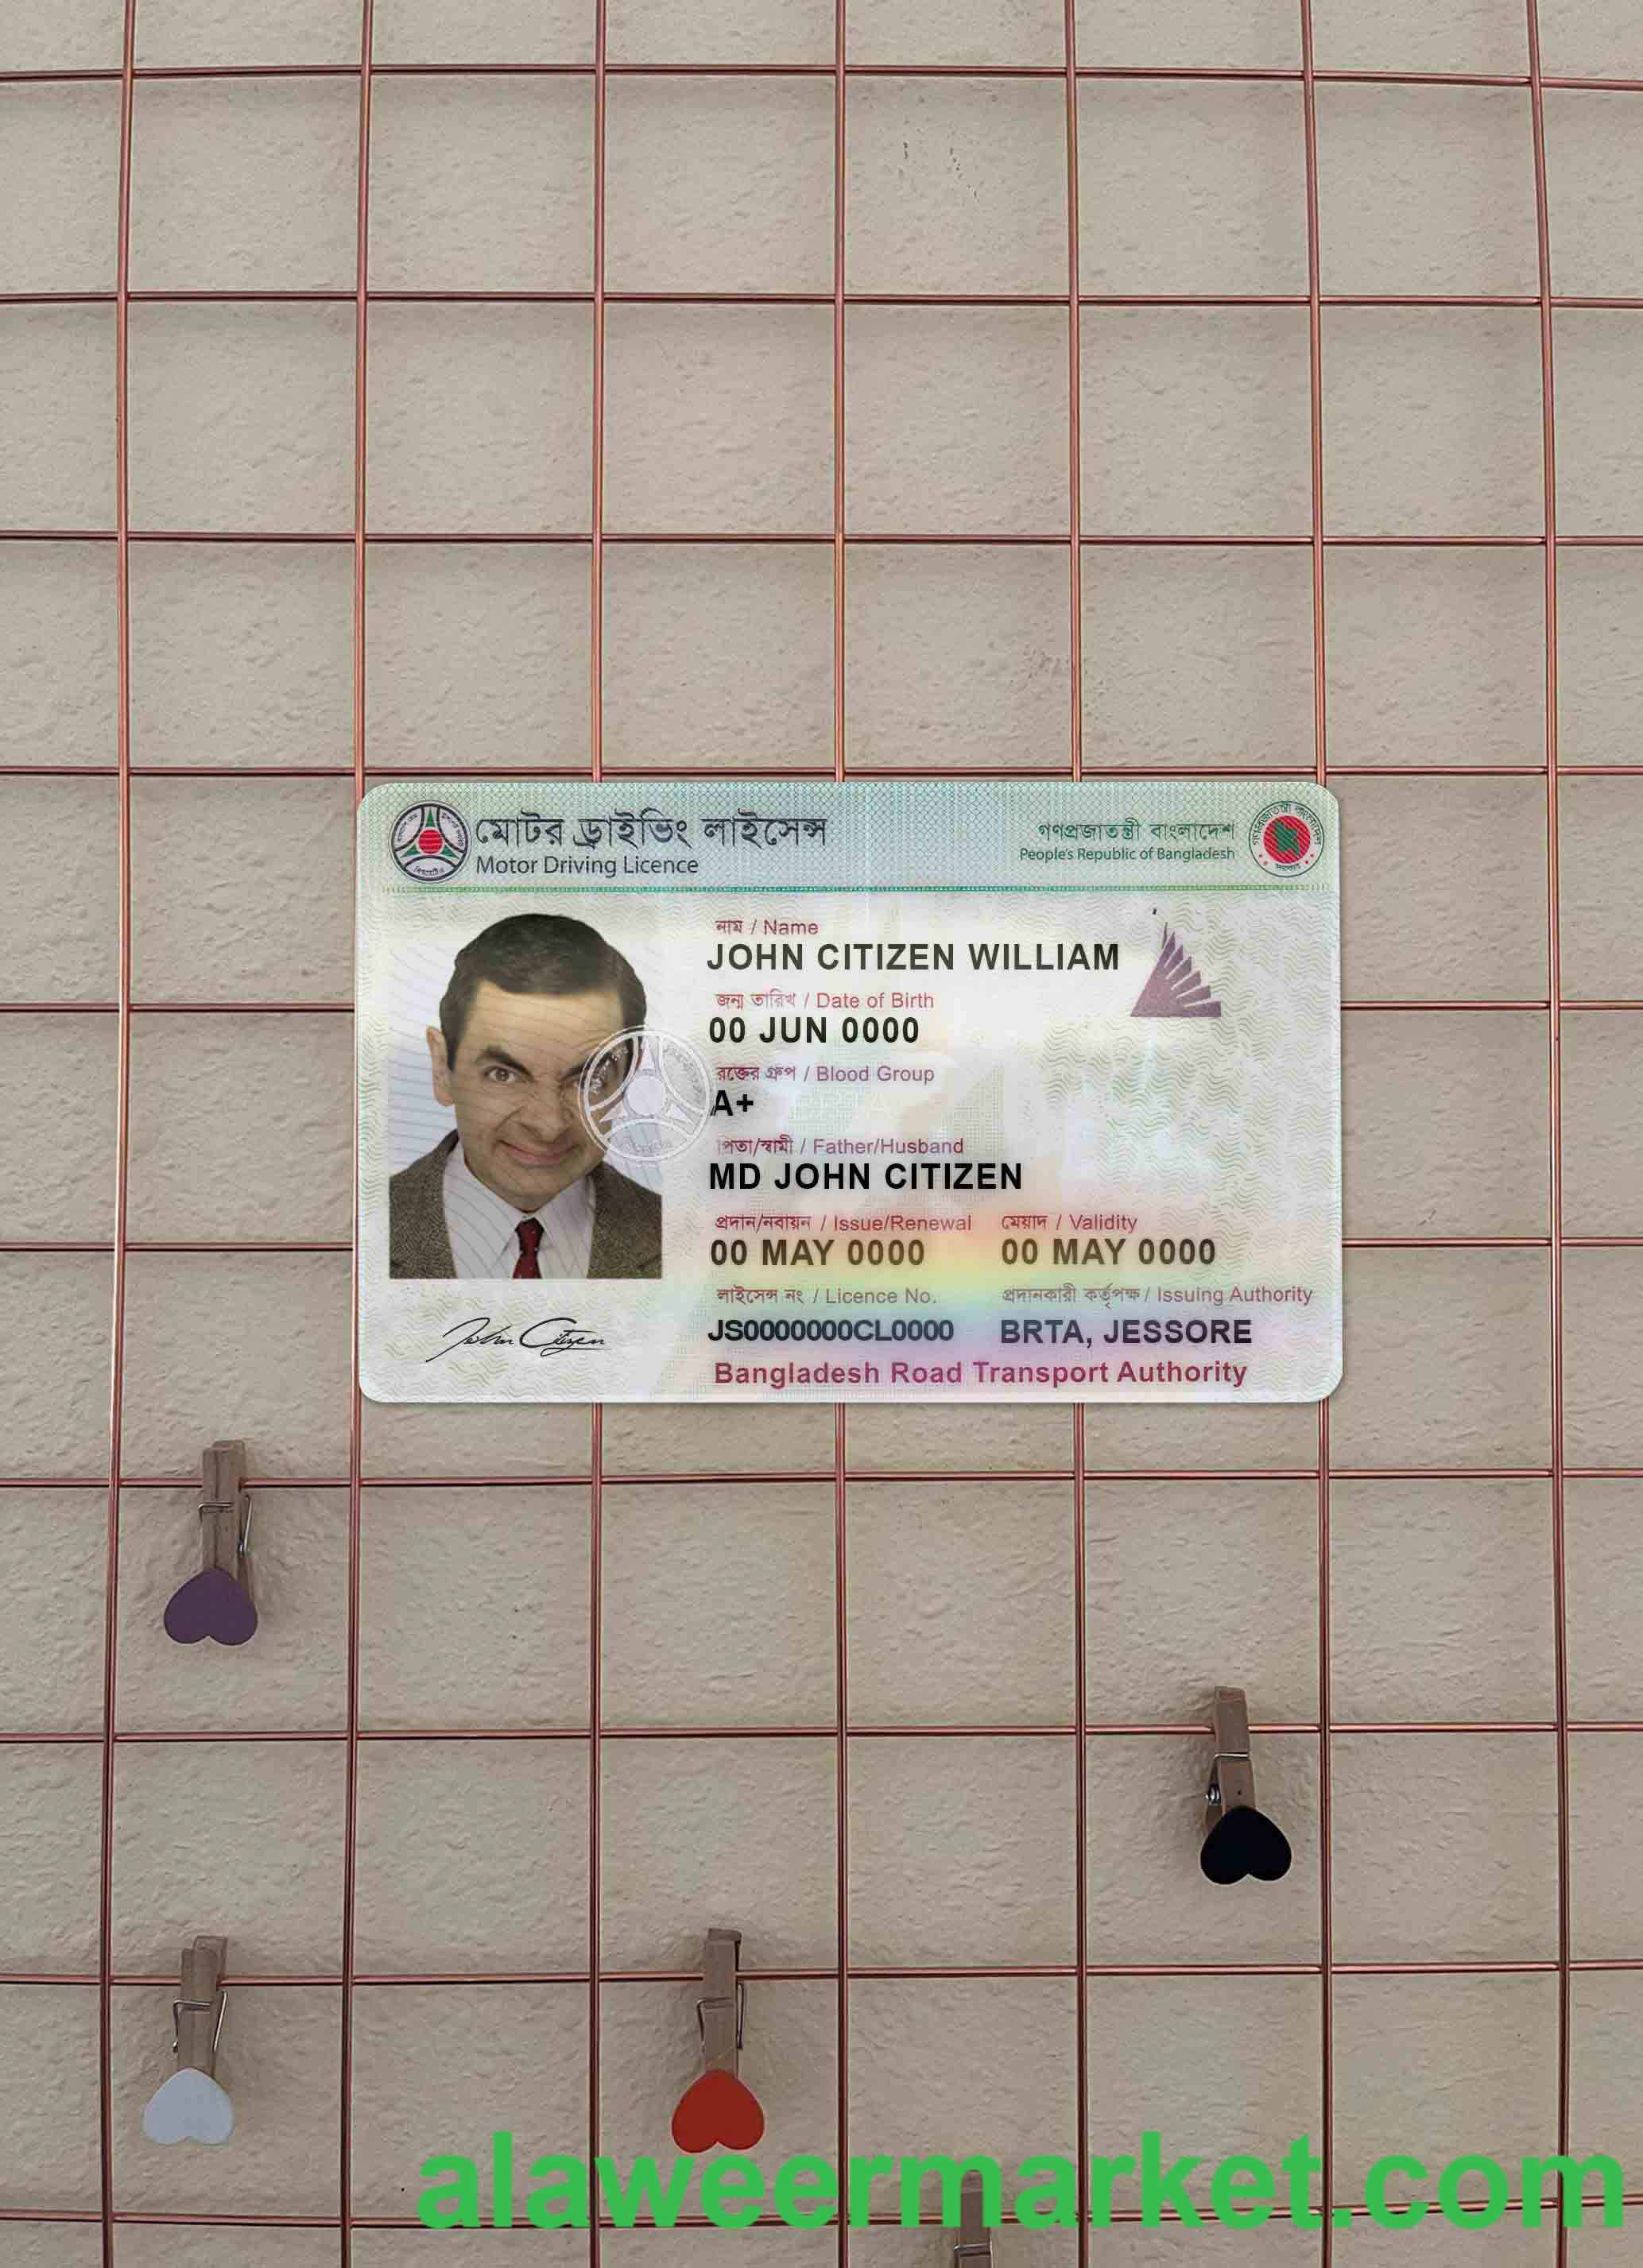 মোটর ড্রাইভিং লাইসেন্স
Motor Driving Licence
গণপ্রজাতন্ত্রী বাংলাদেশ
People's Republic of Bangladesh
নাম / Name
JOHN CITIZEN WILLIAM
জন্ম তারিখ / Date of Birth
00 JUN 0000
রক্তের গ্রুপ / Blood Group
A+
পিতা/স্বামী / Father/Husband
MD JOHN CITIZEN
প্রদান/নবায়ন / Issue/Renewal
মেয়াদ / Validity
00 MAY 0000
00 MAY 0000
লাইসেন্স নং / Licence No.
প্রদানকারী কর্তৃপক্ষ / Issuing Authority
JS0000000CL0000
BRTA, JESSORE
John Citizen
Bangladesh Road Transport Authority
alaweermarket.com